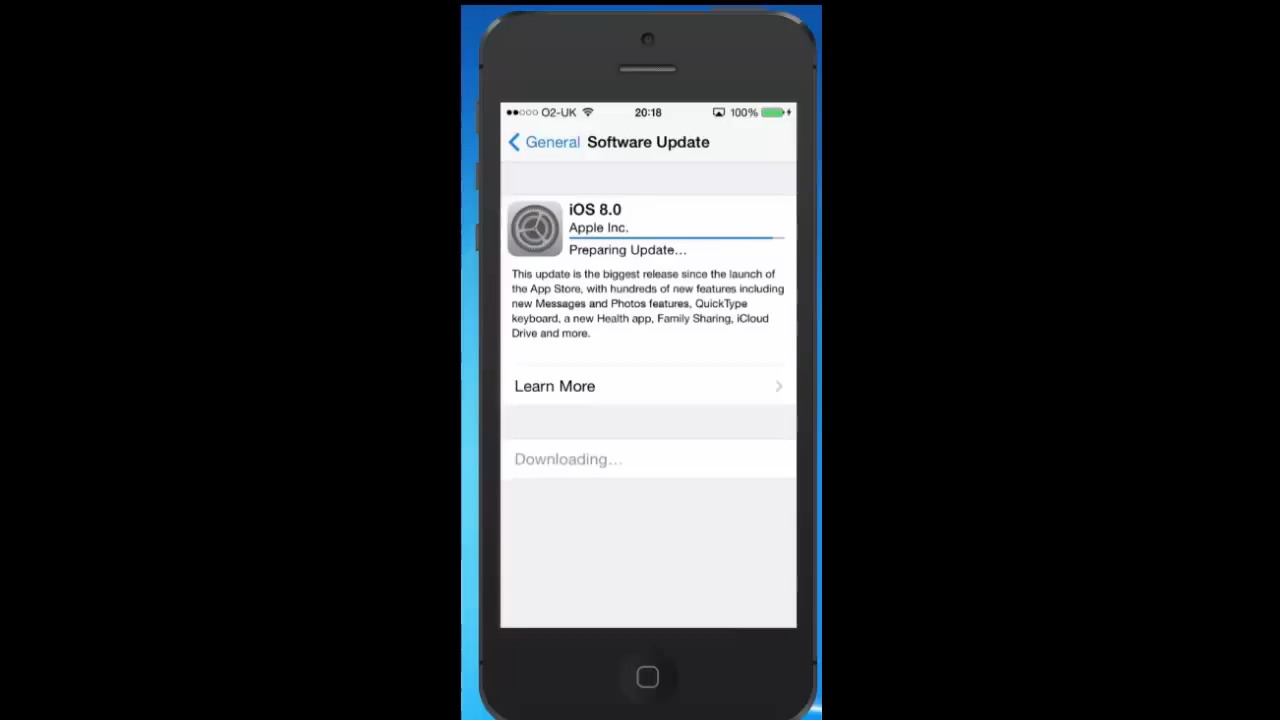 O2-UK 20:18 100%
General Software Update
iOS 8.0
Apple Inc.
Preparing Update...
This update is the biggest release since the launch of
the App Store, with hundreds of new features including
new Messages and Photos features, QuickType
keyboard, a new Health app, Family Sharing, iCloud
Drive and more.
Learn More
Downloading...